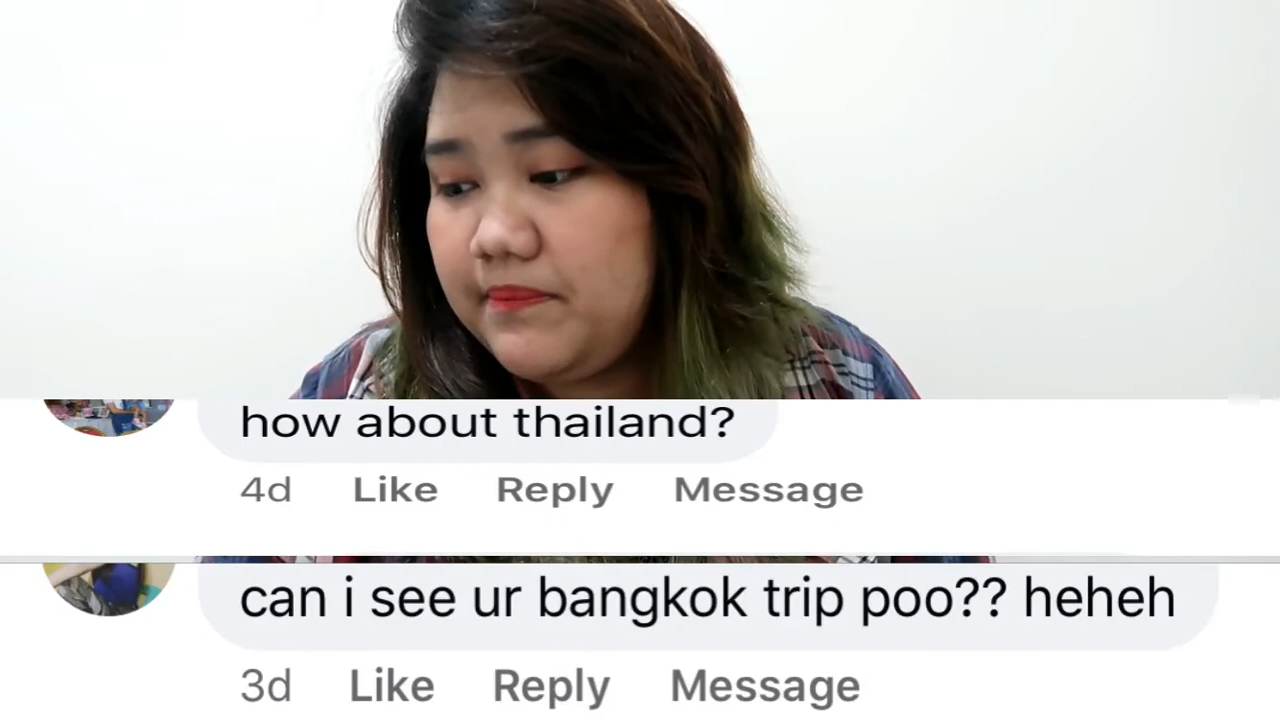 how about thailand?
4d Like Reply Message
can i see ur bangkok trip poo?? heheh
3d Like Reply Message